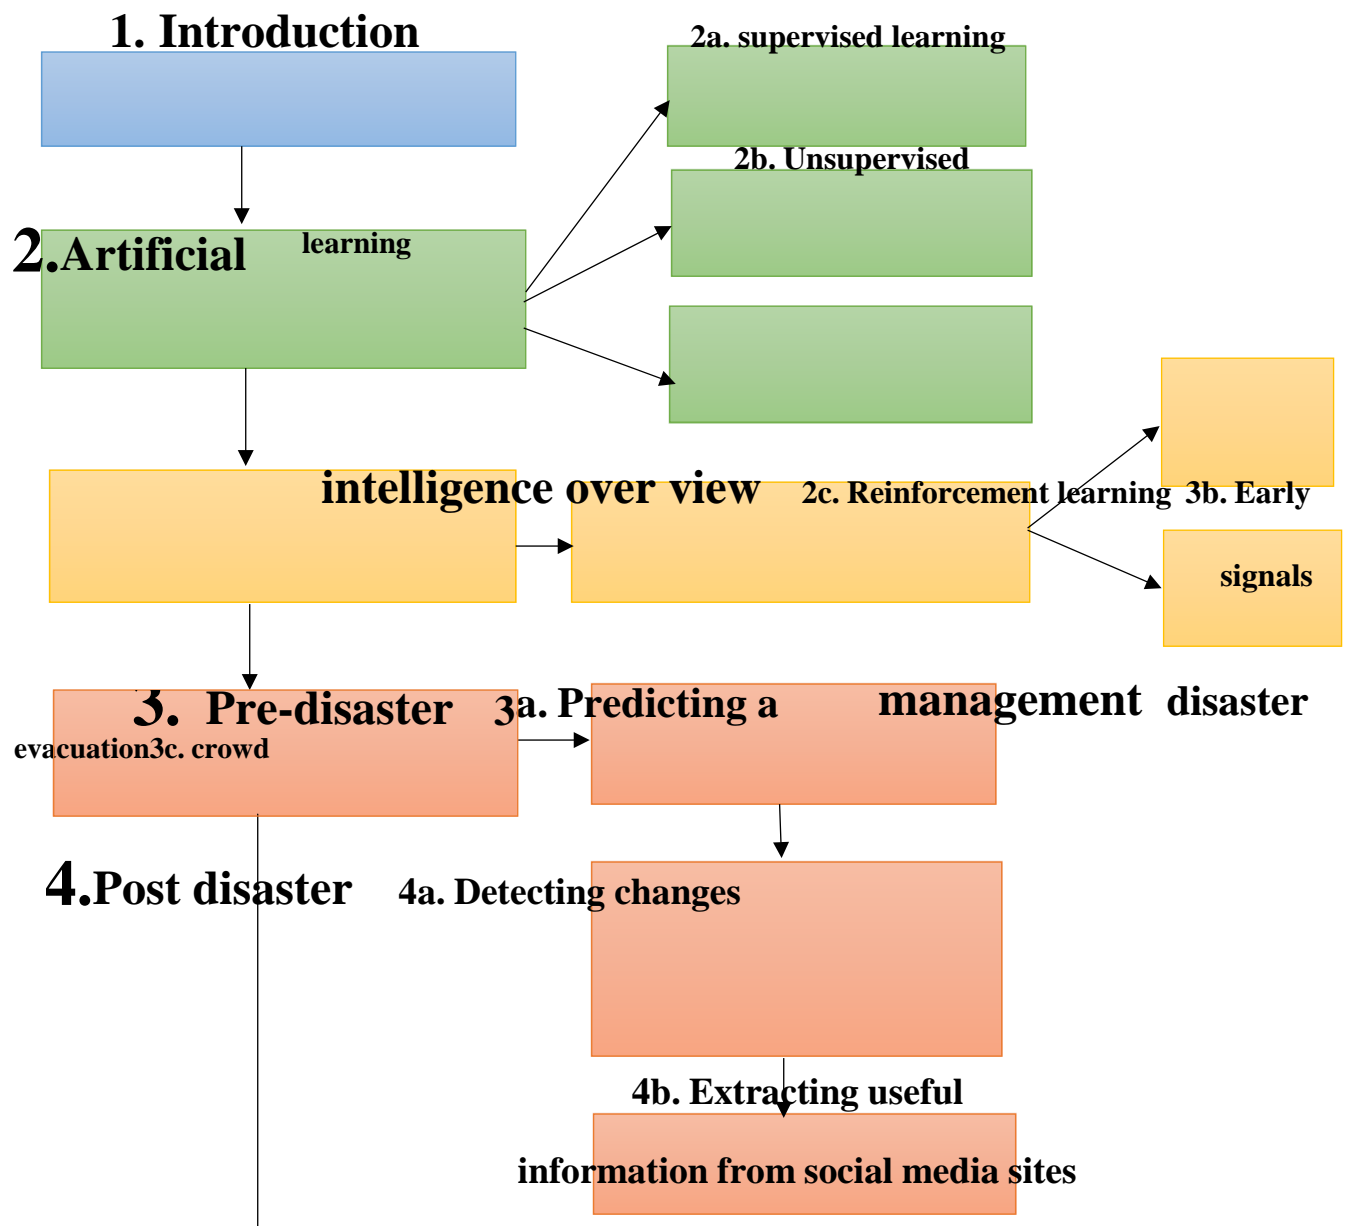 1. Introduction
2a. supervised learning
2b. Unsupervised
2.Artificial learning
intelligence over view 2c. Reinforcement learning 3b. Early
signals
3. Pre-disaster 3a. Predicting a management disaster
evacuation3c. crowd
4.Post disaster 4a. Detecting changes
4b. Extracting useful
information from social media sites